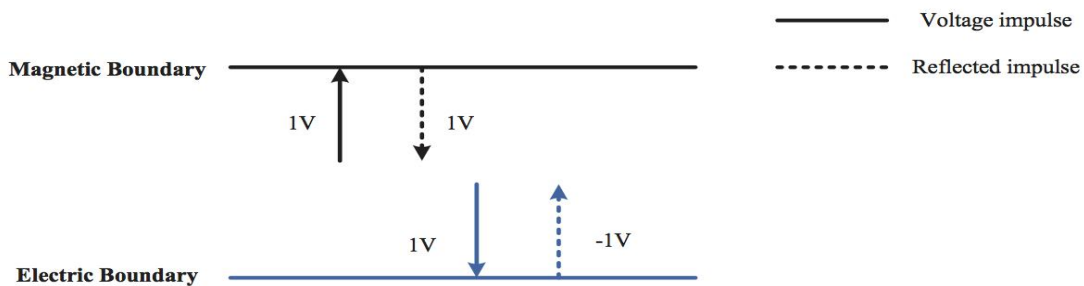 Voltage impulse
Magnetic Boundary
Reflected impulse
1V
1V
1V
-1V
Electric Boundary